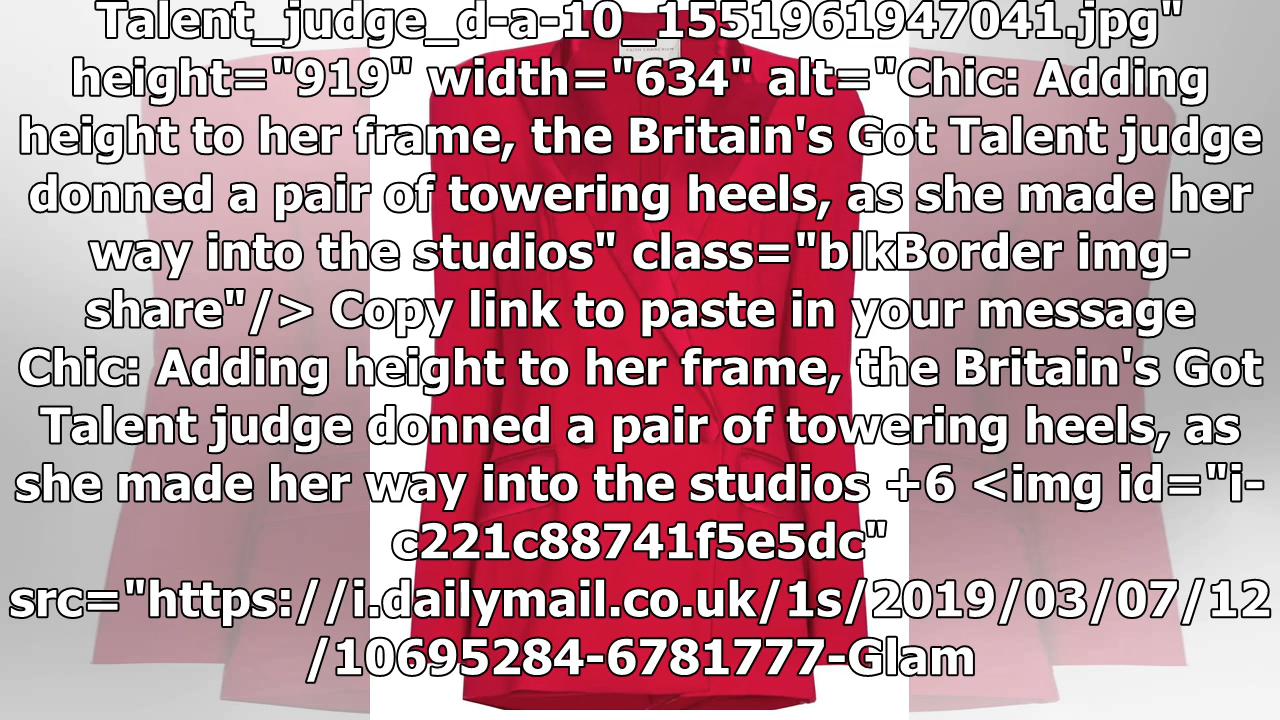 Talent_judge_d-a-10_1551961947041.jpg"
height="919" width="634" alt="Chic: Adding
height to her frame, the Britain's Got Talent judge
donned a pair of towering heels, as she made her
way into the studios" class="blkBorder img-
share"/> Copy link to paste in your message
Chic: Adding height to her frame, the Britain's Got
Talent judge donned a pair of towering heels, as
she made her way into the studios +6 <img id="i-
c221c88741f5e5dc"
src="https://i.dailymail.co.uk/1s/2019/03/07/12
/10695284-6781777-Glam